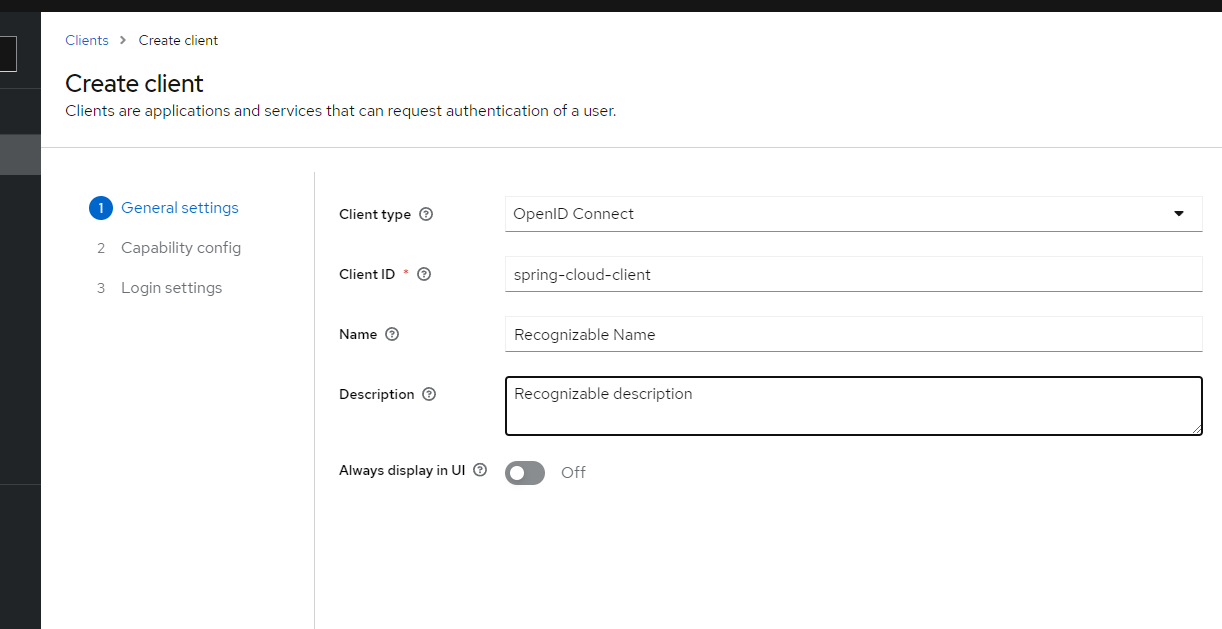 Clients > Create client
Create client
Clients are applications and services that can request authentication of a user.
1 General settings
2 Capability config
3 Login settings
Client type
OpenID Connect
Client ID *
spring-cloud-client
Name
Recognizable Name
Description
Recognizable description
Always display in UI
Off